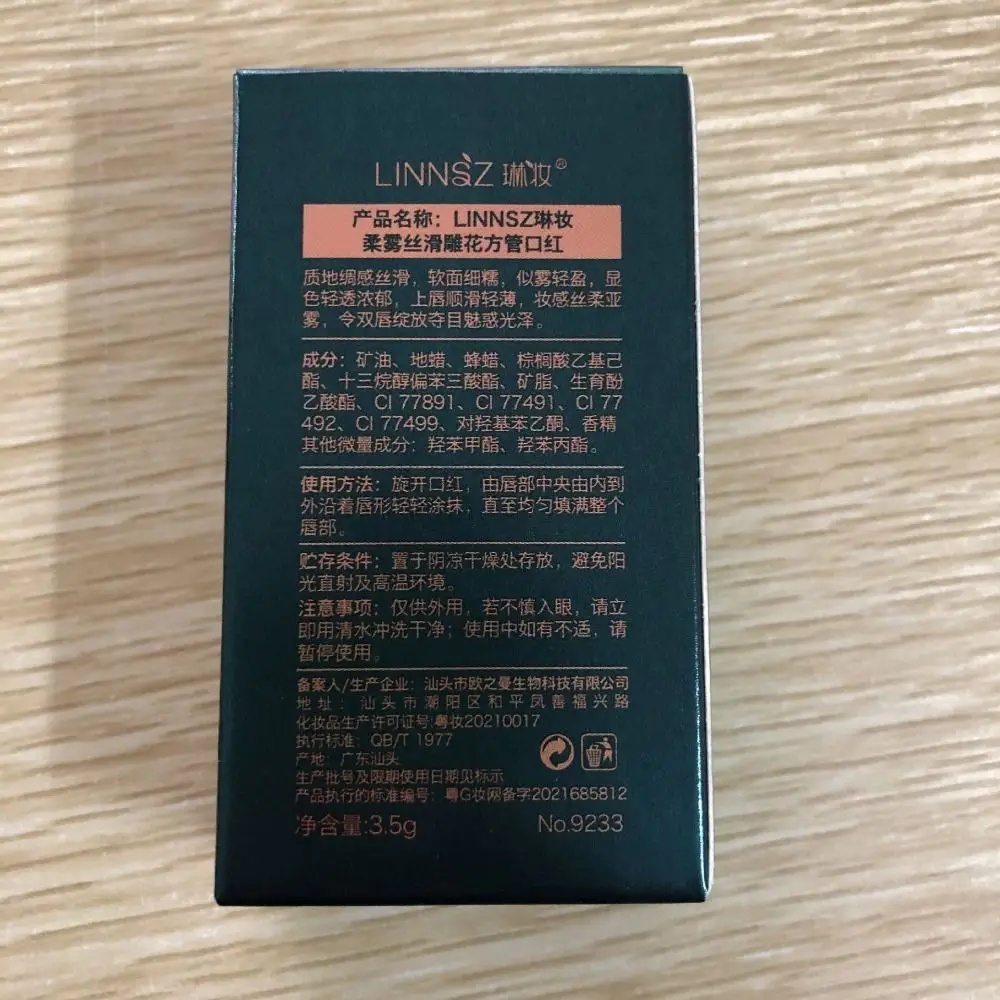 LINNSZ 琳妆®
产品名称：LINNSZ琳妆
柔雾丝滑雕花方管口红
质地绸感丝滑，软面细糯，似雾轻盈，显
色轻透浓郁，上唇顺滑轻薄，妆感丝柔亚
雾，令双唇绽放夺目魅惑光泽。
成分：矿油、地蜡、蜂蜡、棕榈酸乙基己
酯、十三烷醇偏苯三酸酯、矿脂、生育酚
乙酸酯、CI 77891、CI 77491、CI 77
492、CI 77499、对羟基苯乙酮、香精
其他微量成分：羟苯甲酯、羟苯丙酯。
使用方法：旋开口红，由唇部中央由内到
外沿着唇形轻轻涂抹，直至均匀填满整个
唇部。
贮存条件：置于阴凉干燥处存放，避免阳
光直射及高温环境。
注意事项：仅供外用，若不慎入眼，请立
即用清水冲洗干净；使用中如有不适，请
暂停使用。
备案人/生产企业：汕头市欧之曼生物科技有限公司
地址：汕头市潮阳区和平凤善福兴路
化妆品生产许可证号:粤妆20210017
执行标准：QB/T 1977
产地：广东汕头
生产批号及限期使用日期见标示
产品执行的标准编号：粤G妆网备字2021685812
净含量:3.5g No.9233